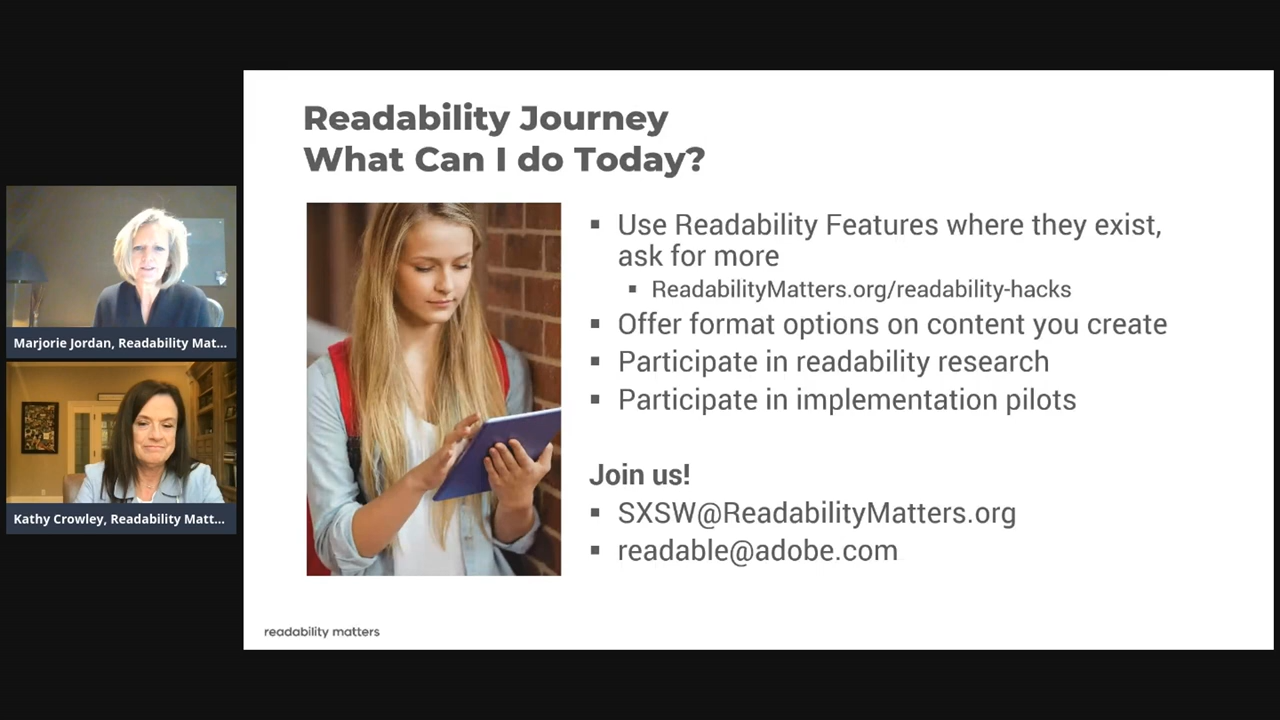 Readability Journey
What Can I do Today?
▪ Use Readability Features where they exist,
ask for more
▪ ReadabilityMatters.org/readability-hacks
▪ Offer format options on content you create
▪ Participate in readability research
▪ Participate in implementation pilots
Join us!
▪ SXSW@ReadabilityMatters.org
▪ readable@adobe.com
readability matters
Marjorie Jordan, Readability Mat...
Kathy Crowley, Readability Matt...